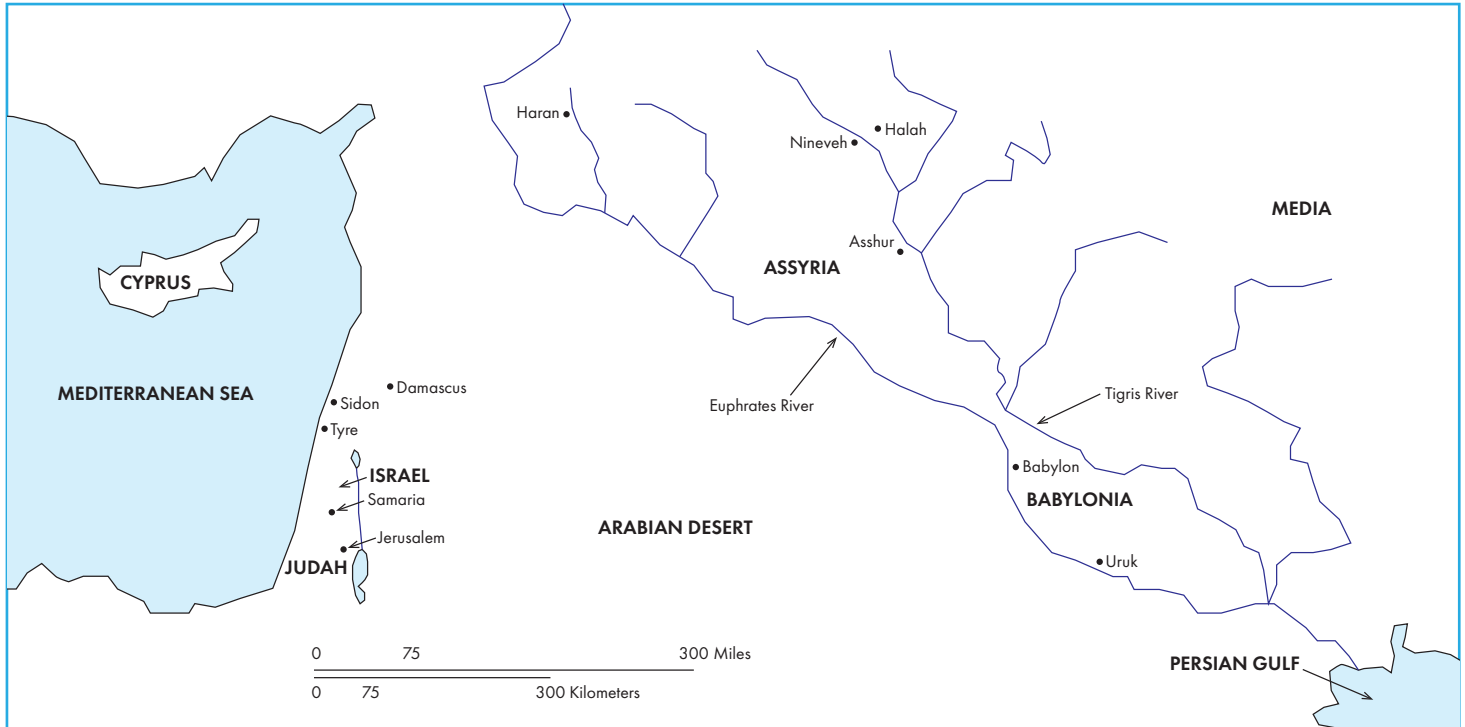 Haran
Halah
Nineveh
MEDIA
Asshur
ASSYRIA
CYPRUS
MEDITERRANEAN SEA
Damascus
Sidon
Tyre
Euphrates River
Tigris River
ISRAEL
Samaria
Babylon
BABYLONIA
ARABIAN DESERT
Jerusalem
JUDAH
Uruk
0 75 300 Miles
0 75 300 Kilometers
PERSIAN GULF